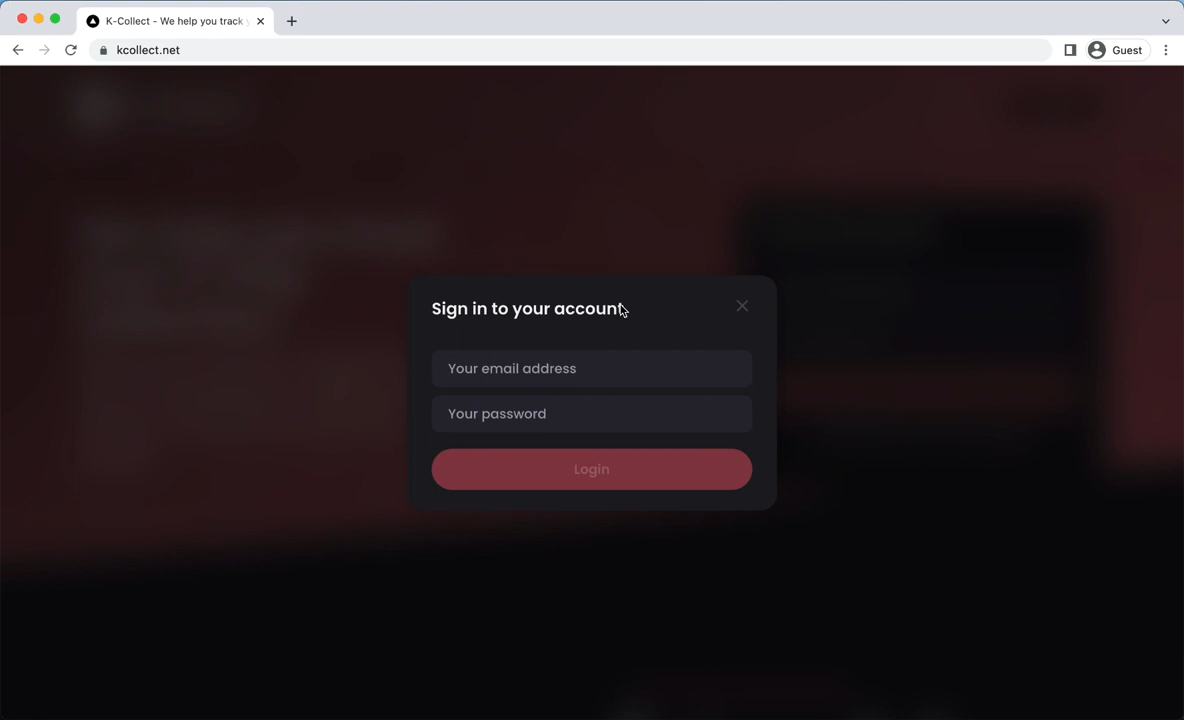 K-Collect - We help you track
kcollect.net
Guest
Sign in to your account
Your email address
Your password
Login